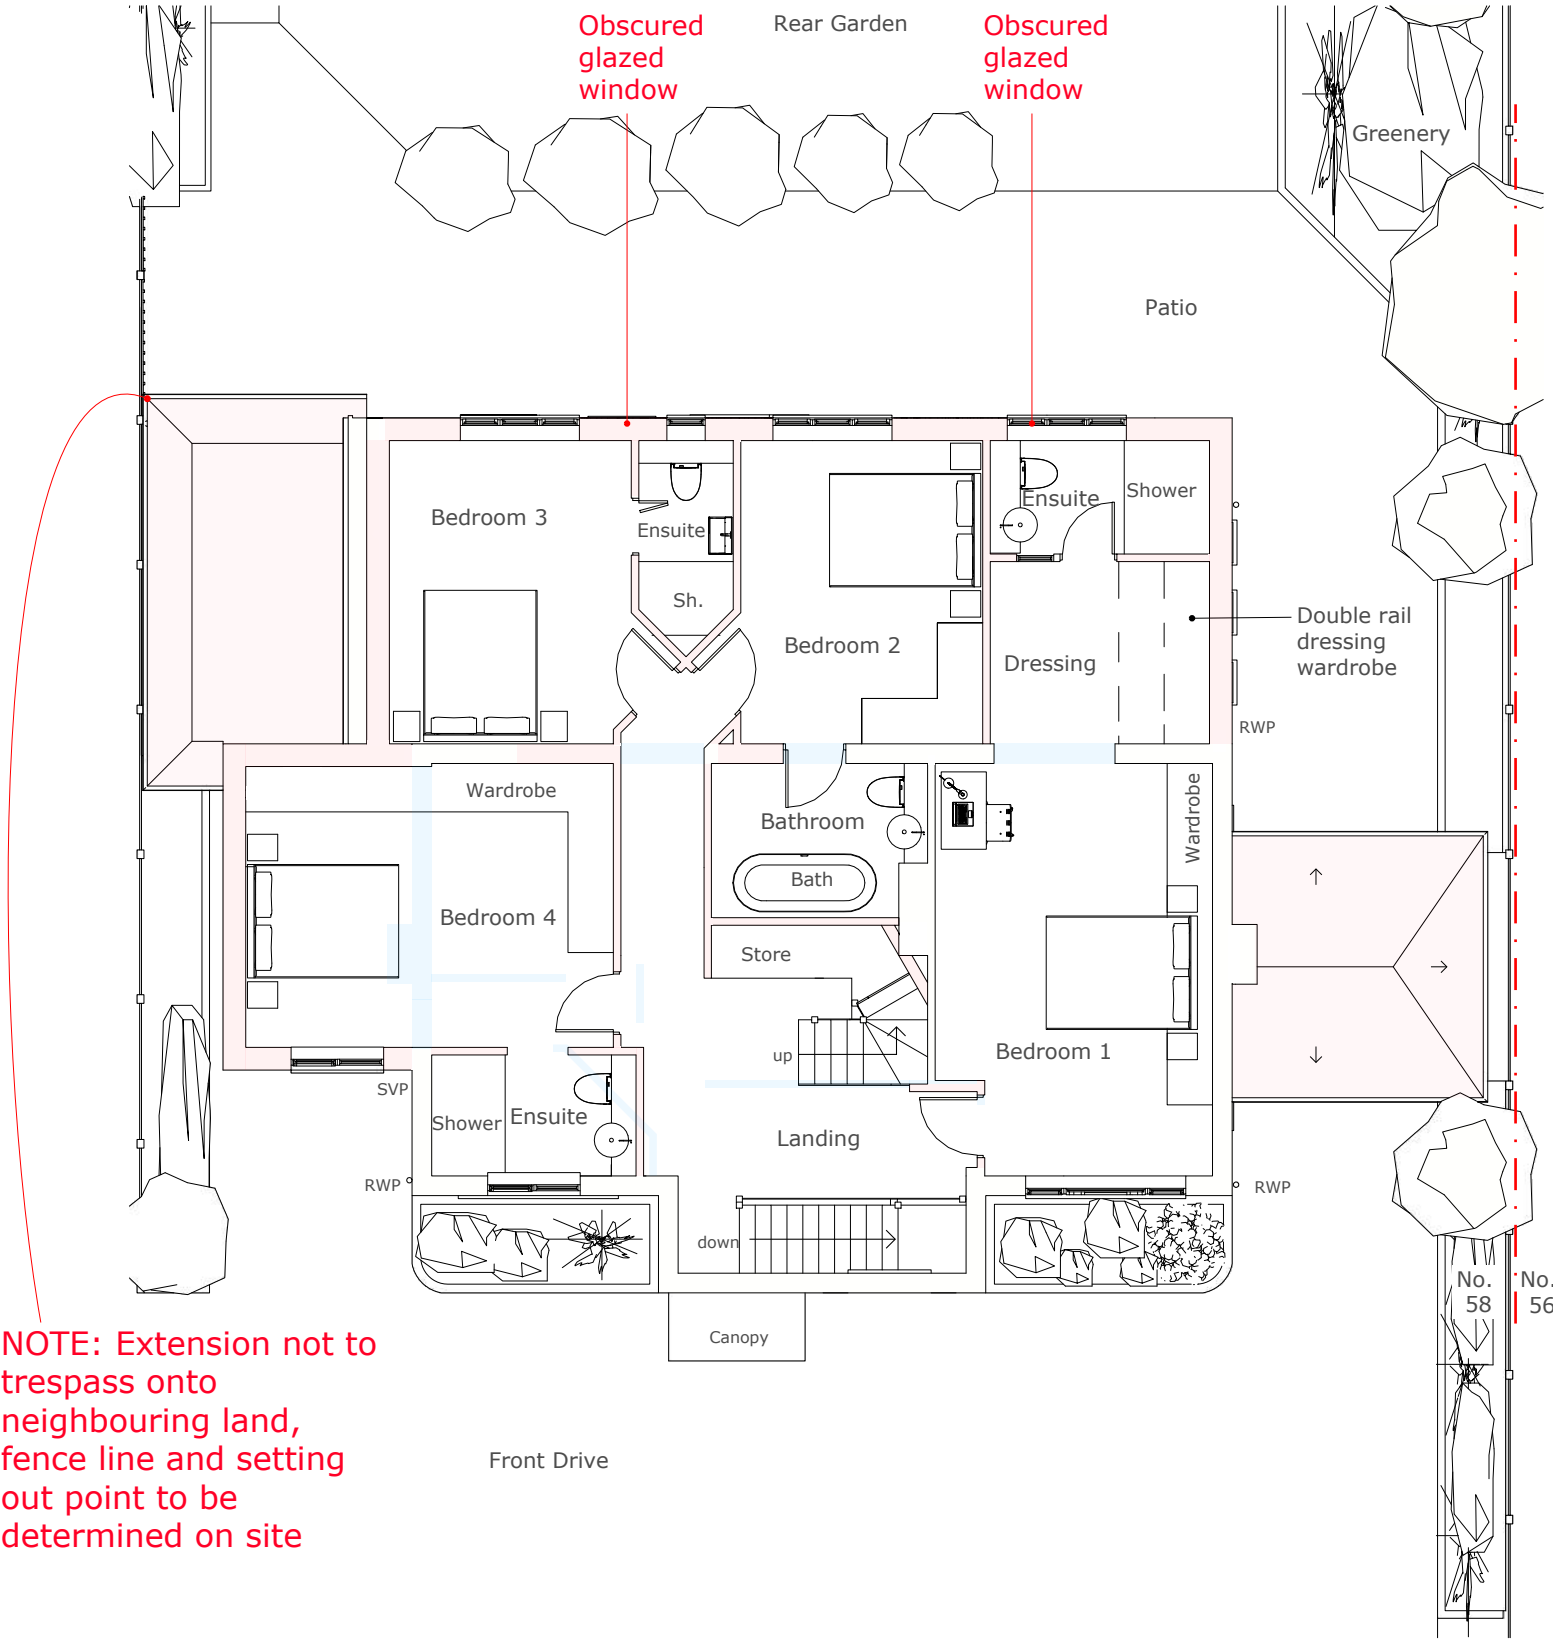 Obscured
glazed
window
Rear Garden
Obscured
glazed
window
Greenery
Patio
Bedroom 3
Ensuite
Sh.
Bedroom 2
Ensuite
Shower
Dressing
Double rail
dressing
wardrobe
RWP
Wardrobe
Bathroom
Bath
Wardrobe
Bedroom 4
Store
up
Bedroom 1
SVP
Shower
Ensuite
Landing
RWP
RWP
down
Canopy
No.
58
No.
56
NOTE: Extension not to
trespass onto
neighbouring land,
fence line and setting
out point to be
determined on site
Front Drive